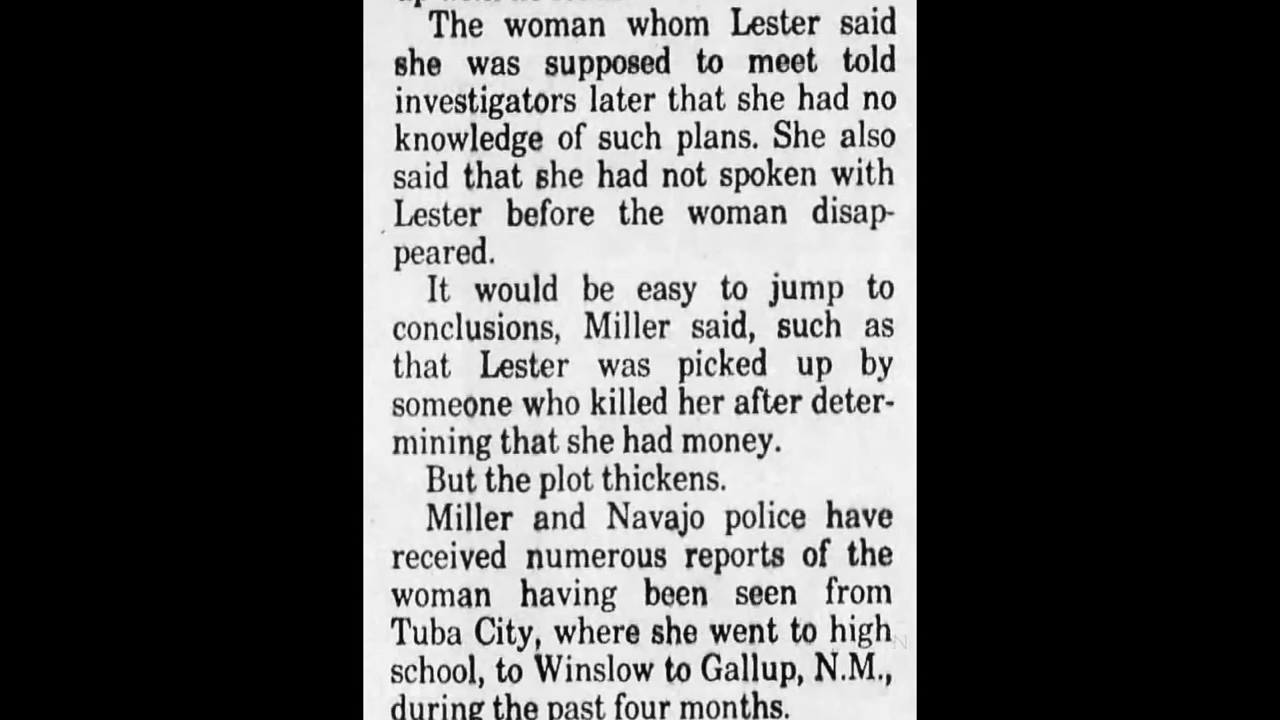 The woman whom Lester said
she was supposed to meet told
investigators later that she had no
knowledge of such plans. She also
said that she had not spoken with
Lester before the woman disap-
peared.
It would be easy to jump to
conclusions, Miller said, such as
that Lester was picked up by
someone who killed her after deter-
mining that she had money.
But the plot thickens.
Miller and Navajo police have
received numerous reports of the
woman having been seen from
Tuba City, where she went to high
school, to Winslow to Gallup, N.M.,
during the past four months.